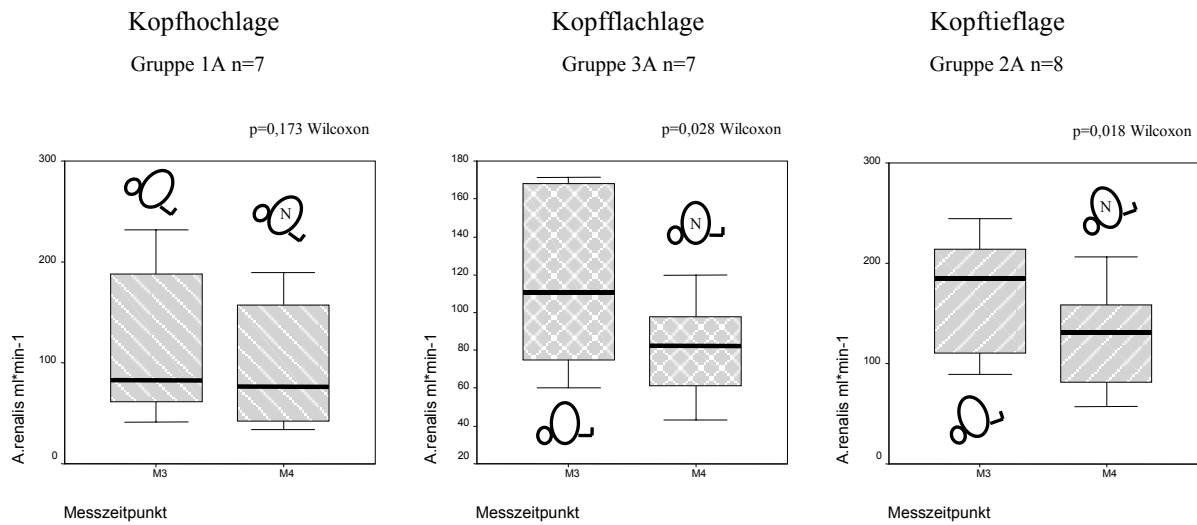 Kopfhochlage
Gruppe 1A n=7
p=0,173 Wilcoxon
300
200
100
0
A.renalis ml*min-1
N
M3
M4
Messzeitpunkt
Kopfflachlage
Gruppe 3A n=7
p=0,028 Wilcoxon
180
160
140
120
100
80
60
40
20
A.renalis ml*min-1
N
M3
M4
Messzeitpunkt
Kopftieflage
Gruppe 2A n=8
p=0,018 Wilcoxon
300
200
100
0
A.renalis ml*min-1
N
M3
M4
Messzeitpunkt